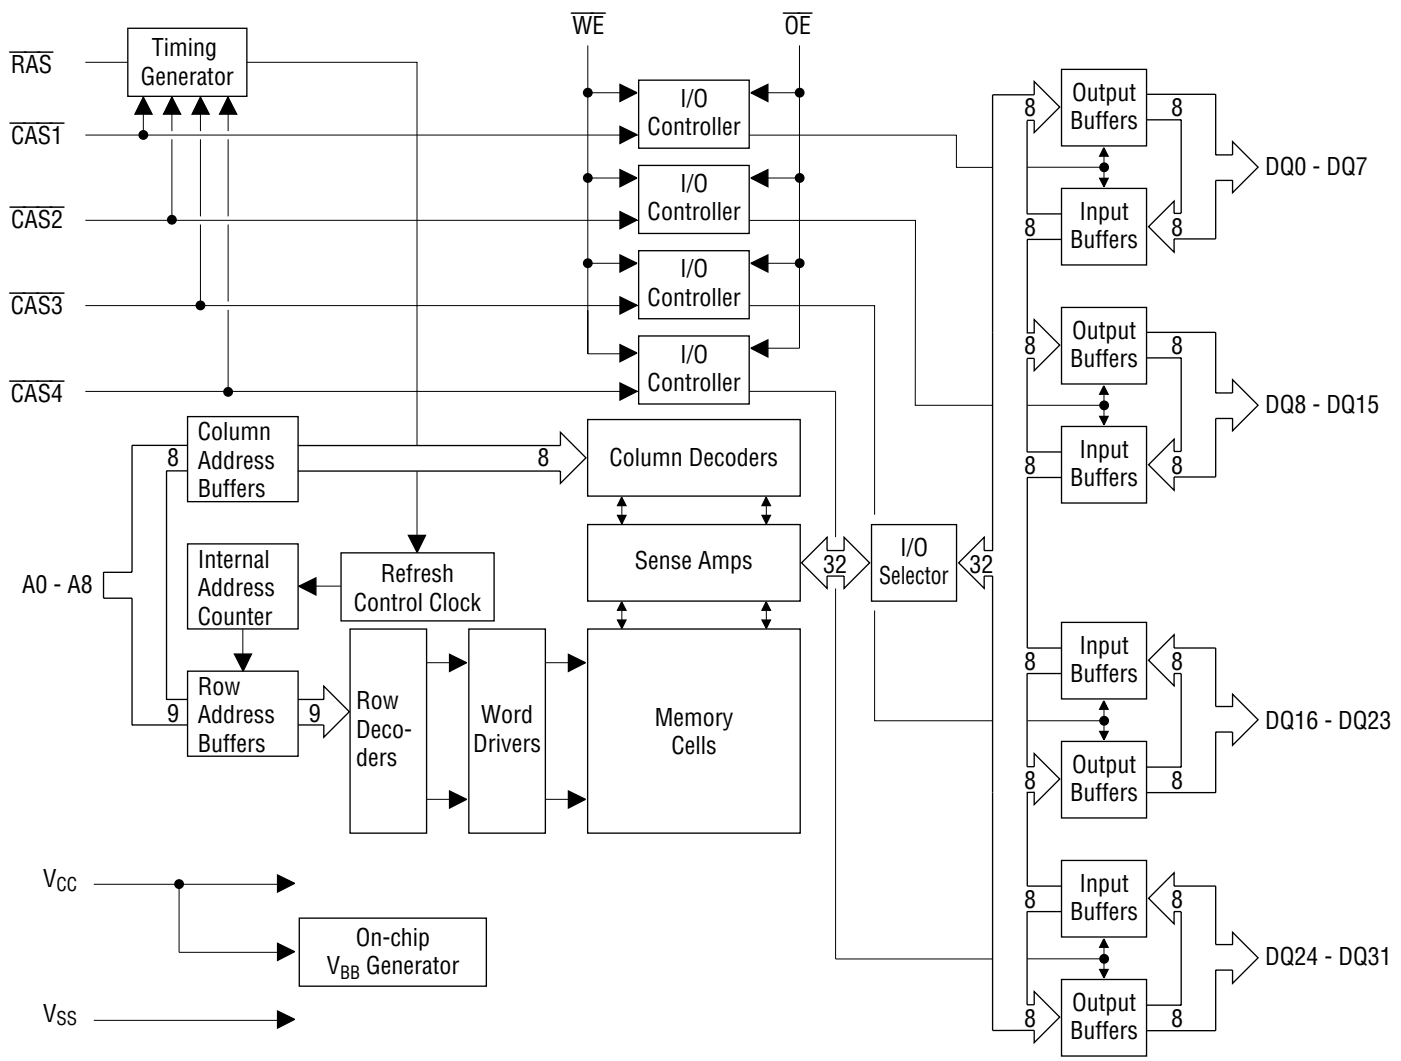 WE
OE
RAS
Timing
Generator
CAS1
CAS2
CAS3
CAS4
I/O
Controller
I/O
Controller
I/O
Controller
I/O
Controller
8
Output
Buffers
8
DQ0 - DQ7
8
Input
Buffers
8
8
Output
Buffers
8
DQ8 - DQ15
8
Input
Buffers
8
Column
Address
Buffers
8
8
Column Decoders
A0 - A8
Internal
Address
Counter
Refresh
Control Clock
Sense Amps
32
I/O
Selector
32
9
Row
Address
Buffers
9
Row
Deco-
ders
Word
Drivers
Memory
Cells
8
Input
Buffers
8
DQ16 - DQ23
8
Output
Buffers
8
8
Input
Buffers
8
DQ24 - DQ31
8
Output
Buffers
8
VCC
On-chip
VBB Generator
VSS